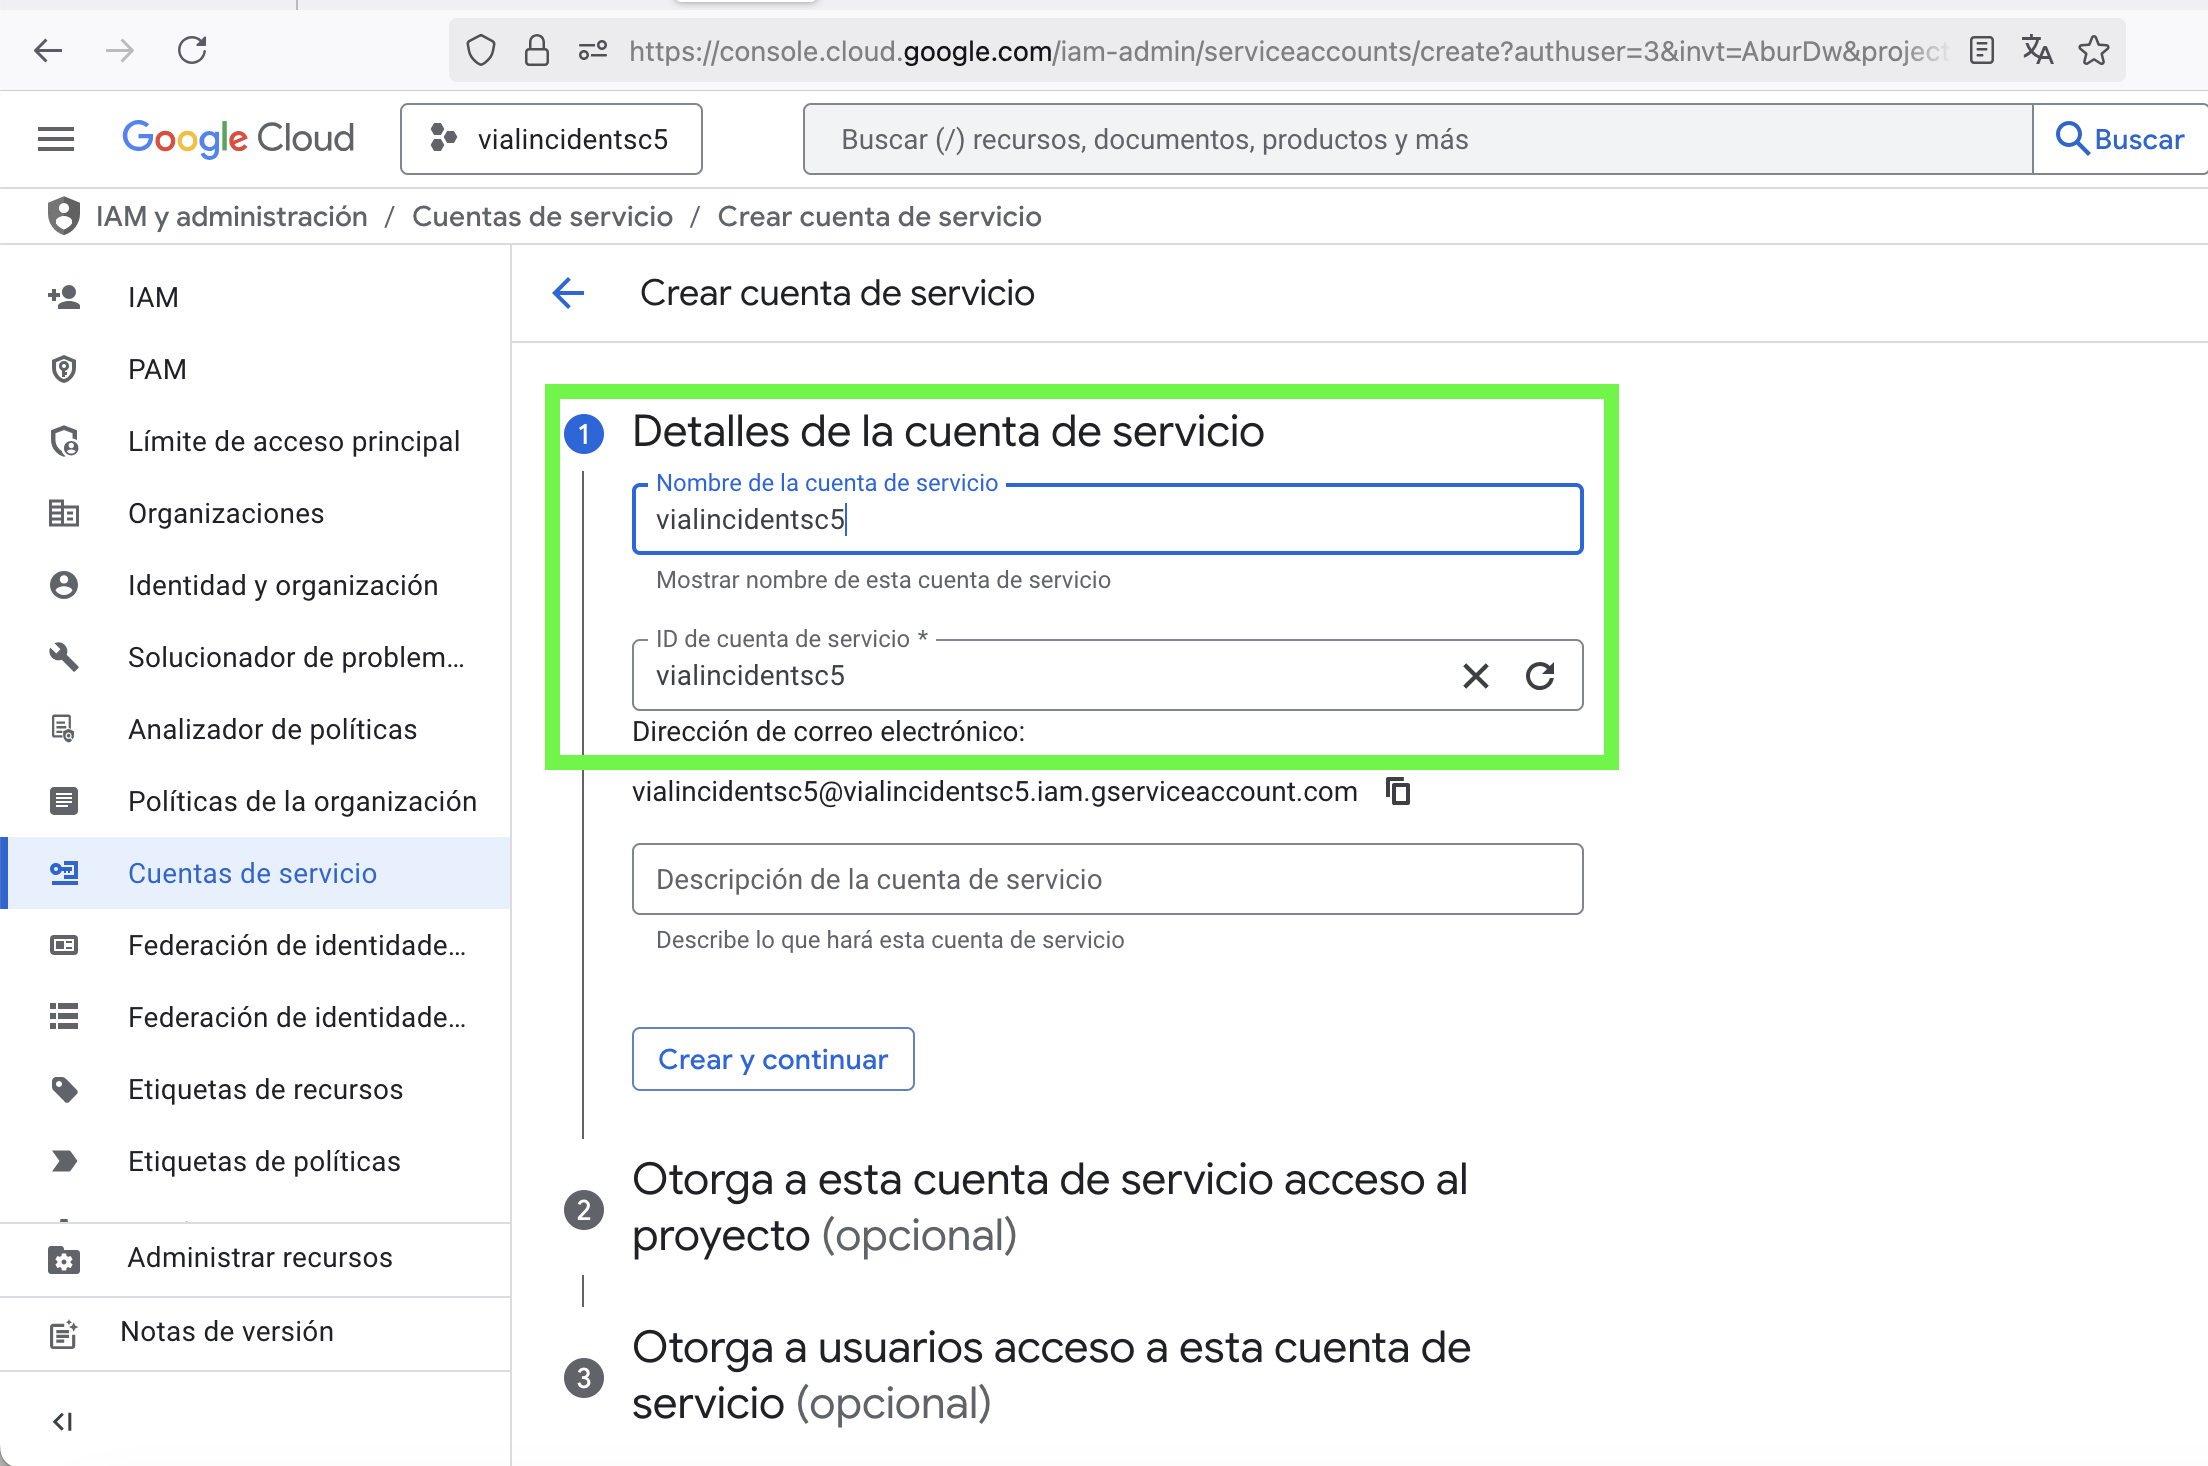 https://console.cloud.google.com/iam-admin/serviceaccounts/create?authuser=3&invt=AburDw&project
Google Cloud
vialincidentsc5
Buscar (/) recursos, documentos, productos y más
Buscar
IAM y administración / Cuentas de servicio / Crear cuenta de servicio
IAM
PAM
Límite de acceso principal
Organizaciones
Identidad y organización
Solucionador de problem...
Analizador de políticas
Políticas de la organización
Cuentas de servicio
Federación de identidade...
Federación de identidade...
Etiquetas de recursos
Etiquetas de políticas
Administrar recursos
Notas de versión
Crear cuenta de servicio
1 Detalles de la cuenta de servicio
Nombre de la cuenta de servicio
vialincidentsc5
Mostrar nombre de esta cuenta de servicio
ID de cuenta de servicio *
vialincidentsc5
Dirección de correo electrónico:
vialincidentsc5@vialincidentsc5.iam.gserviceaccount.com
Descripción de la cuenta de servicio
Describe lo que hará esta cuenta de servicio
Crear y continuar
2 Otorga a esta cuenta de servicio acceso al
proyecto (opcional)
3 Otorga a usuarios acceso a esta cuenta de
servicio (opcional)